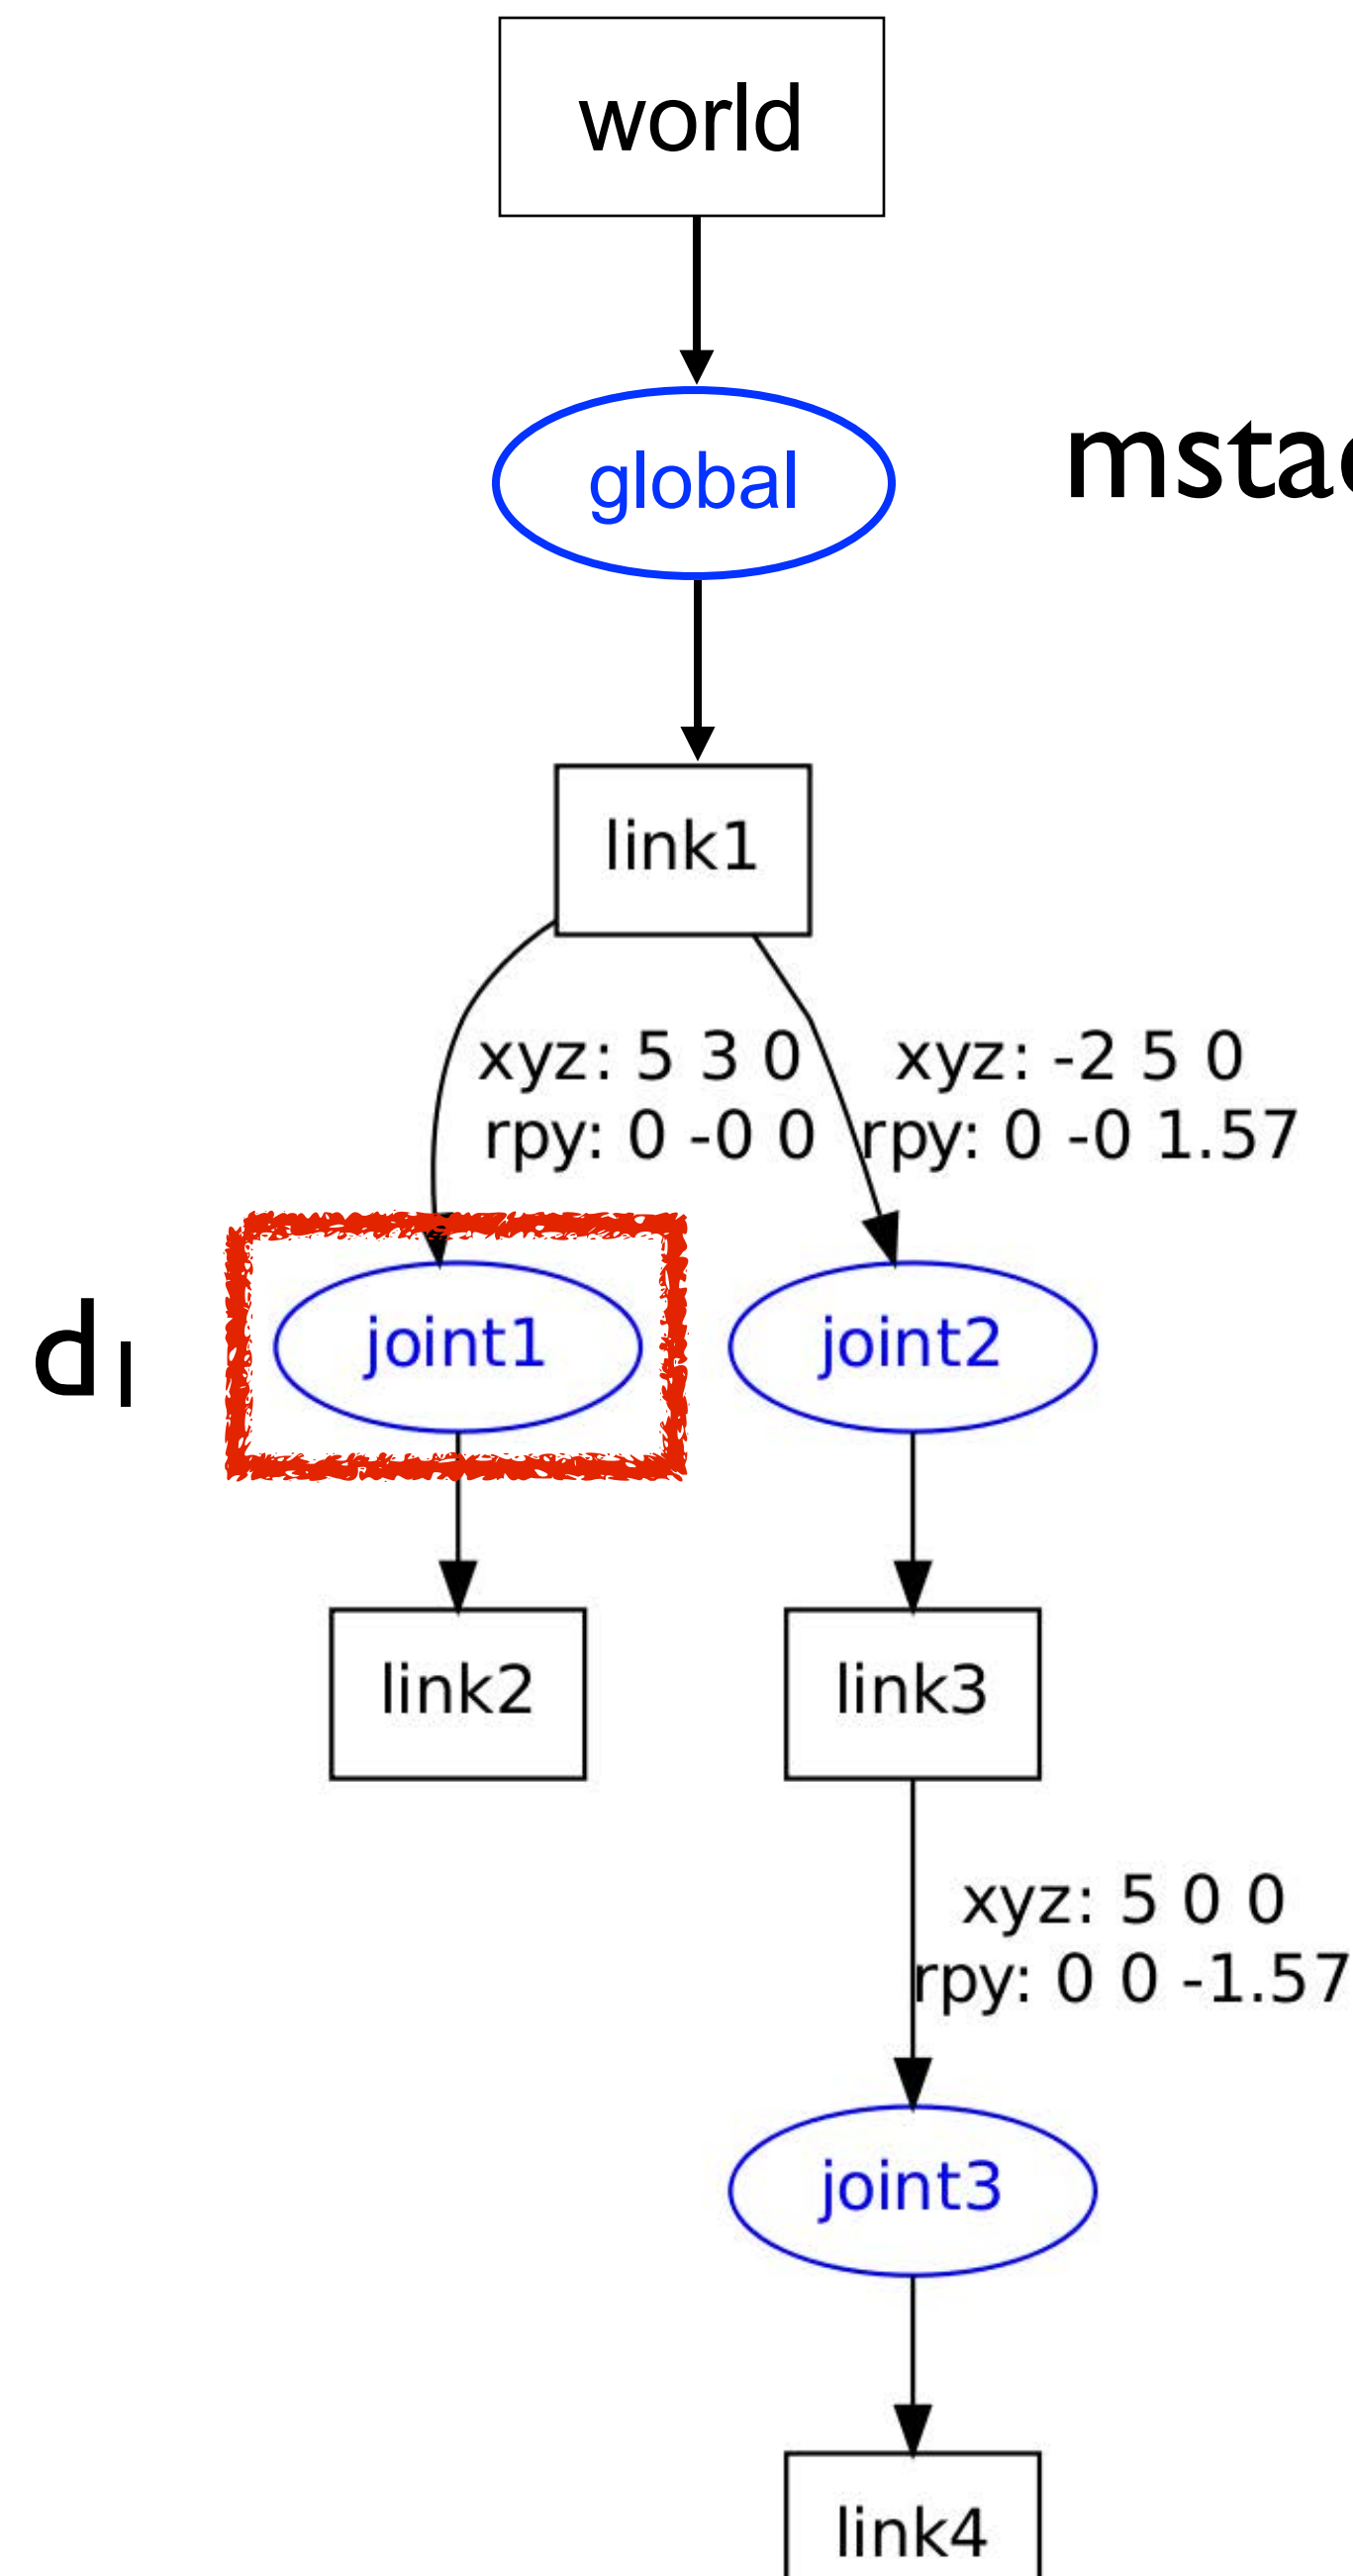 world
global
mstac
link1
xyz: 5 3 0
rpy: 0 -0 0
xyz: -2 5 0
rpy: 0 -0 1.57
d1
joint1
joint2
link2
link3
xyz: 5 0 0
rpy: 0 0 -1.57
joint3
link4